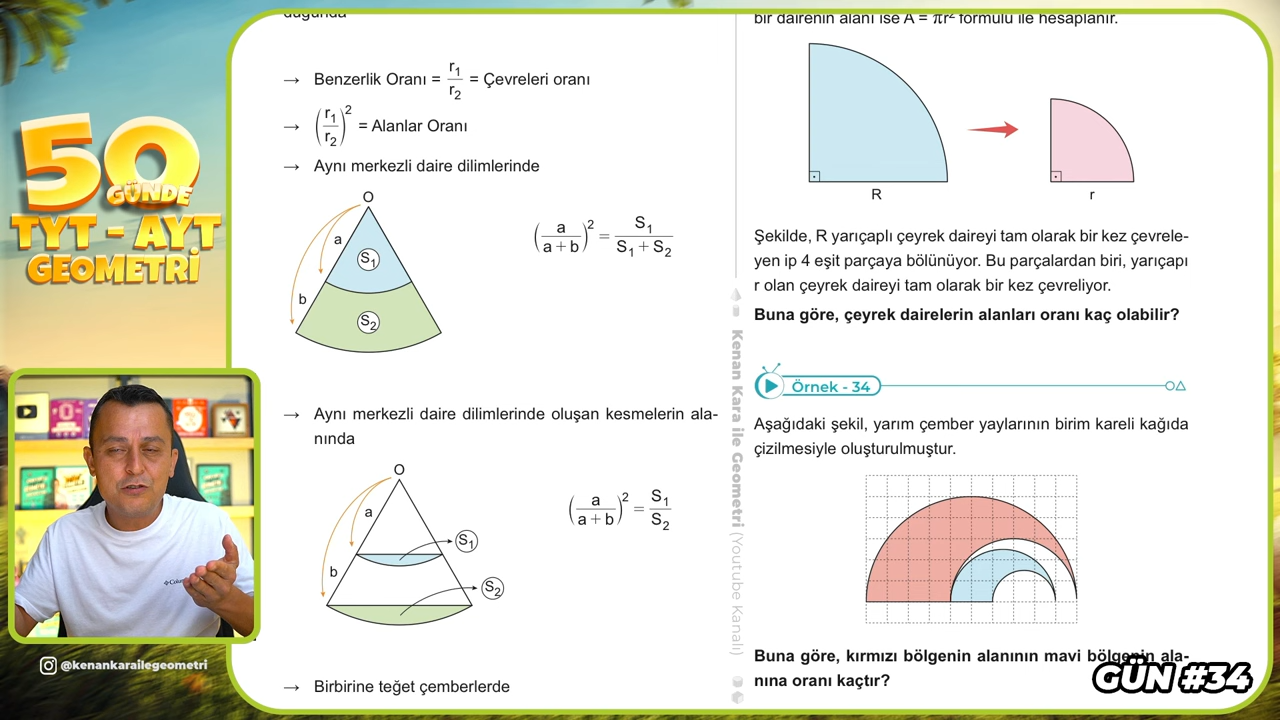 50
GÜNDE
TYT - AYT
GEOMETRİ
@kenankarailegeometri
duğunda
→ Benzerlik Oranı = r₁/r₂ = Çevreleri oranı
→ (r₁/r₂)² = Alanlar Oranı
→ Aynı merkezli daire dilimlerinde
O
a
S₁
b
S₂
(a/(a + b))² = S₁/(S₁ + S₂)
→ Aynı merkezli daire dilimlerinde oluşan kesmelerin ala-
nında
O
a
S₁
b
S₂
(a/(a + b))² = S₁/S₂
→ Birbirine teğet çemberlerde
Kenan Kara ile Geometri (Youtube Kanalı)
bir dairenin alanı ise A = πr² formülü ile hesaplanır.
R
r
Şekilde, R yarıçaplı çeyrek daireyi tam olarak bir kez çevrele-
yen ip 4 eşit parçaya bölünüyor. Bu parçalardan biri, yarıçapı
r olan çeyrek daireyi tam olarak bir kez çevreliyor.
Buna göre, çeyrek dairelerin alanları oranı kaç olabilir?
Örnek - 34
Aşağıdaki şekil, yarım çember yaylarının birim kareli kağıda
çizilmesiyle oluşturulmuştur.
Buna göre, kırmızı bölgenin alanının mavi bölgenin ala-
nına oranı kaçtır?
GÜN #34